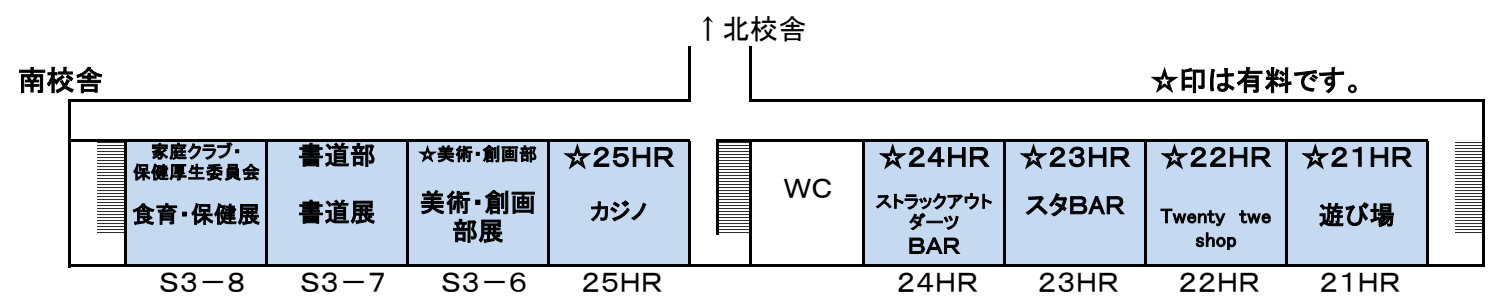 ↑北校舎
南校舎
☆印は有料です。
家庭クラブ・
保健厚生委員会
食育・保健展
書道部
書道展
☆美術・創画部
美術・創画
部展
☆25HR
カジノ
WC
☆24HR
ストラックアウト
ダーツ
BAR
☆23HR
スタBAR
☆22HR
Twenty twe
shop
☆21HR
遊び場
S3－8
S3－7
S3－6
25HR
24HR
23HR
22HR
21HR